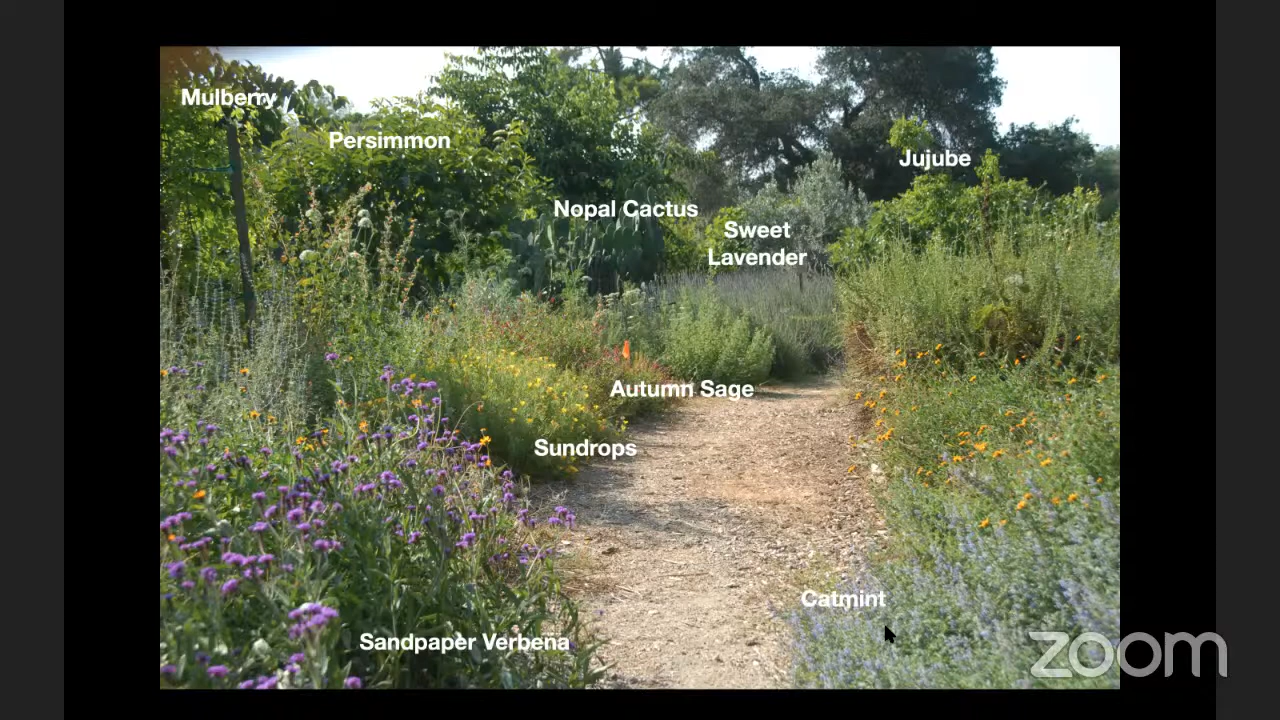 Mulberry
Persimmon
Jujube
Nopal Cactus
Sweet
Lavender
Autumn Sage
Sundrops
Catmint
Sandpaper Verbena
zoom